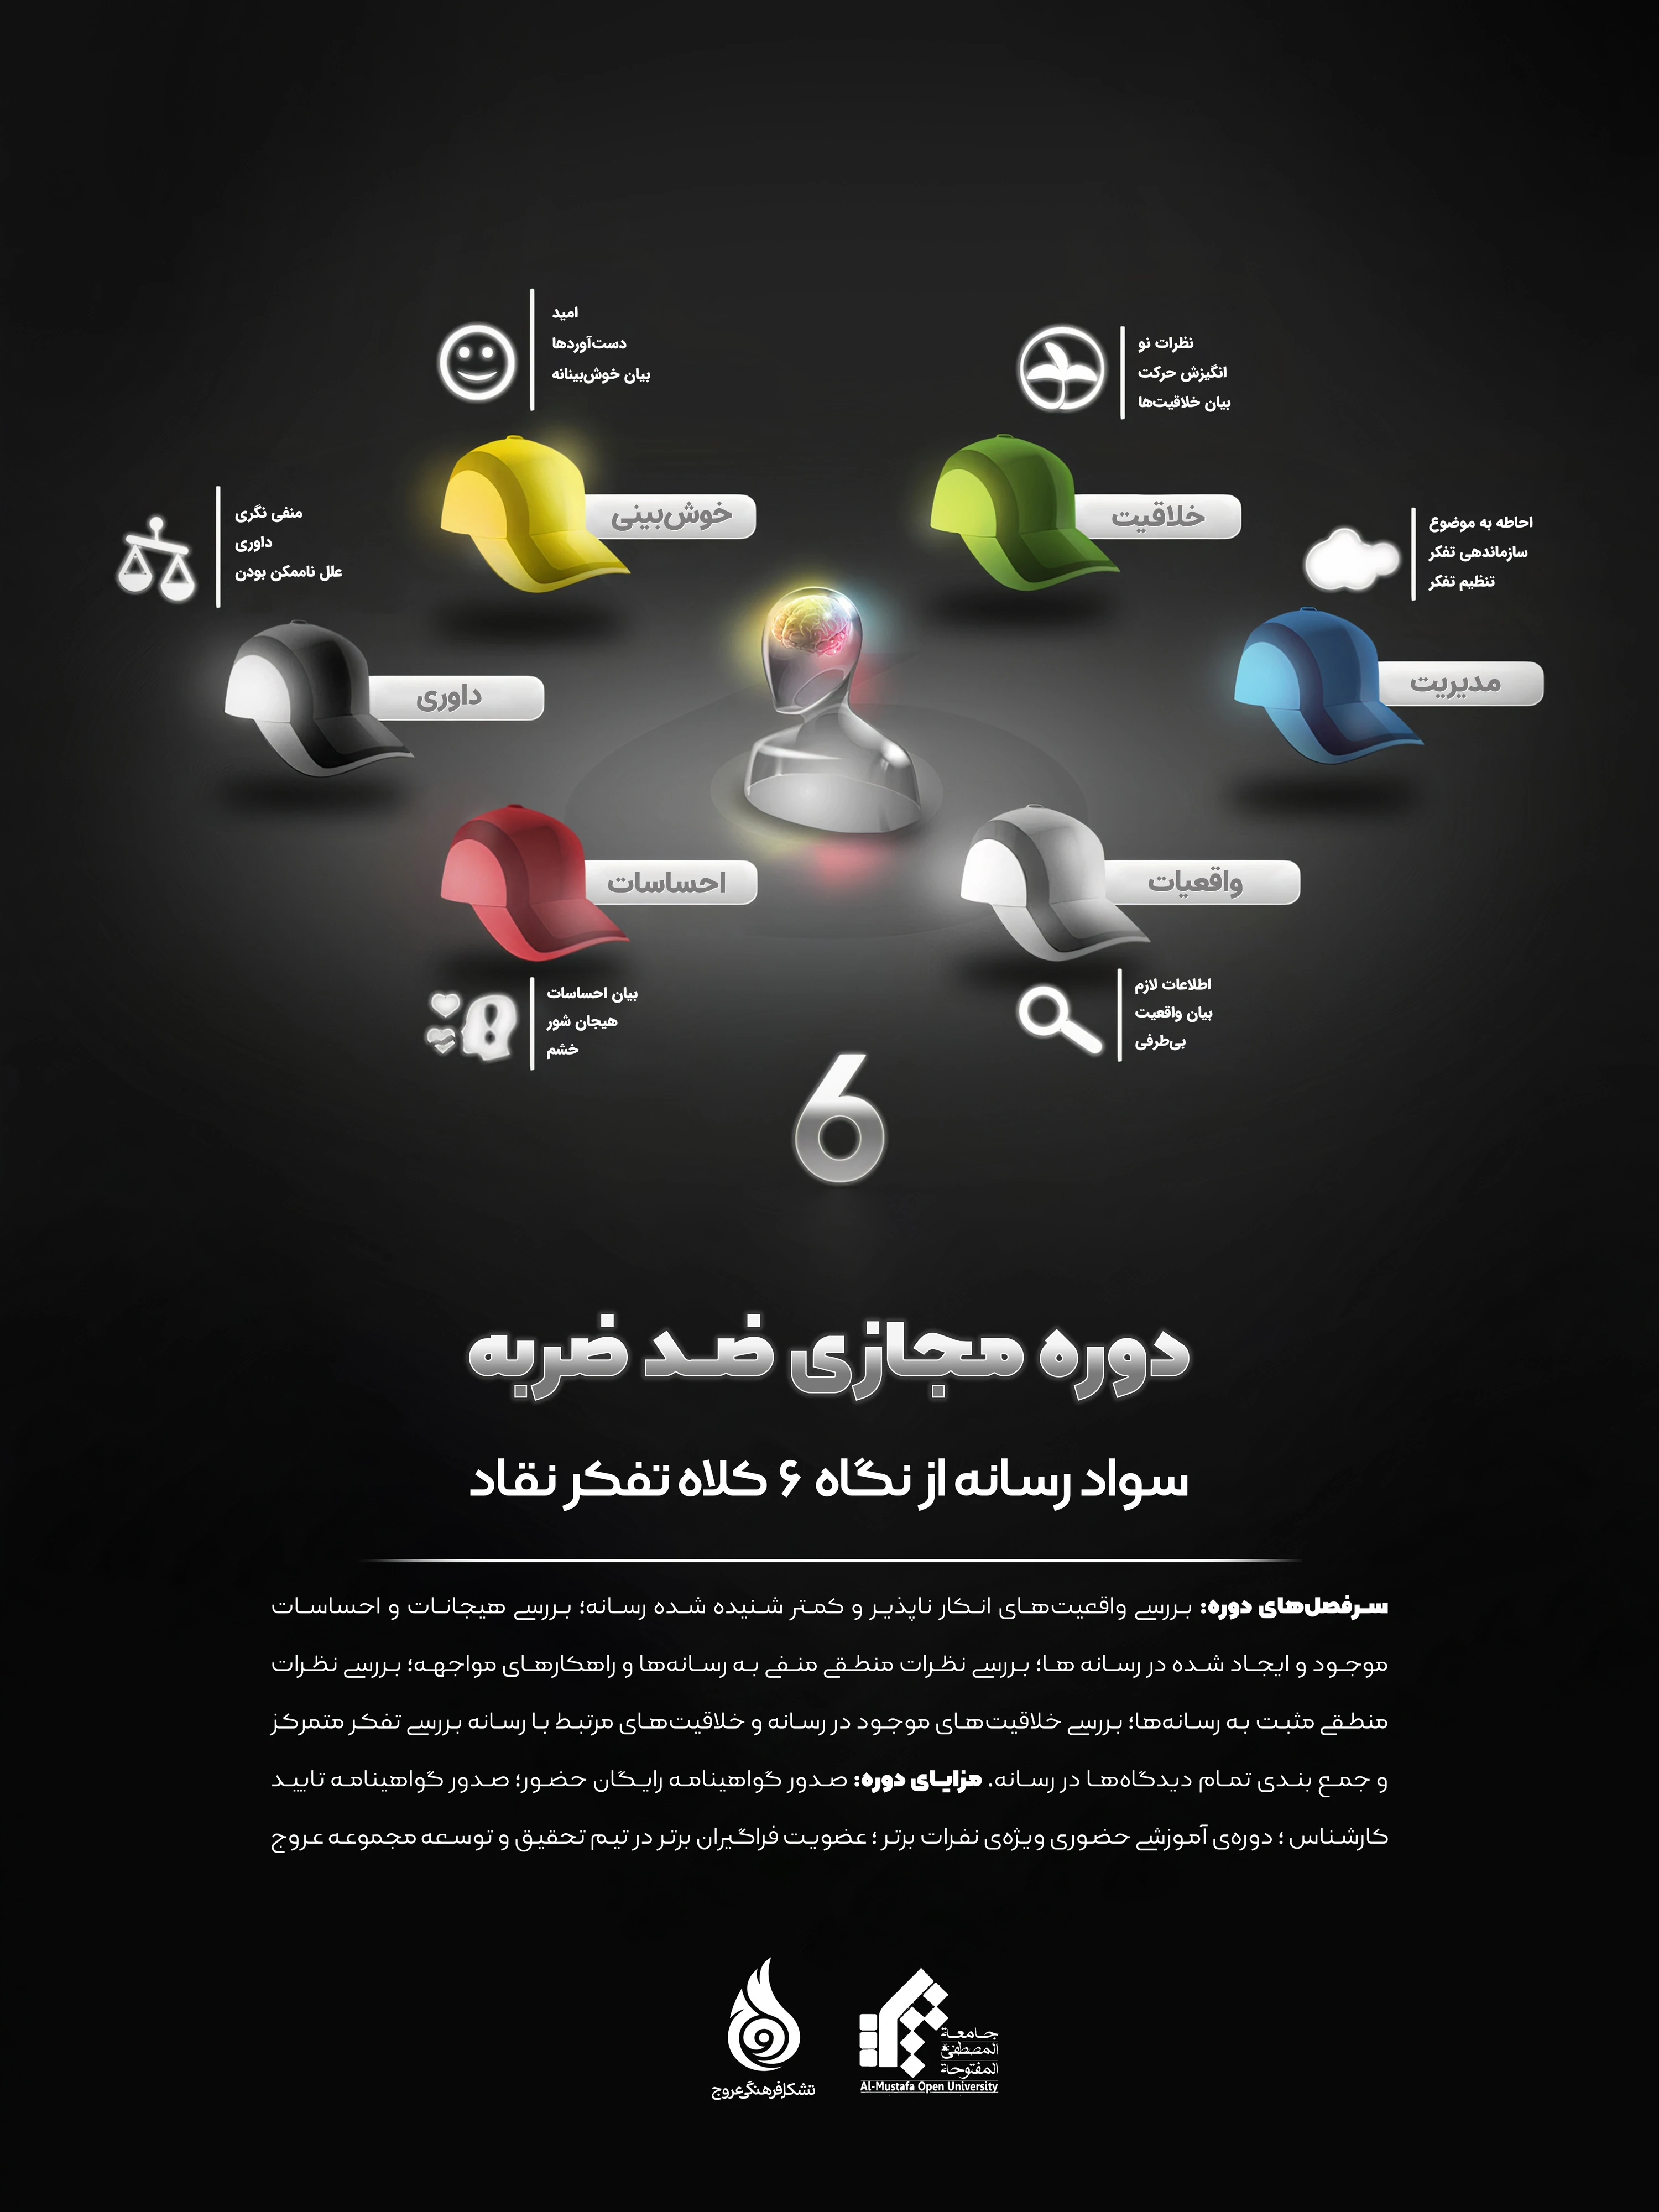 امید
دست‌آوردها
بیان خوش‌بینانه
نظرات نو
انگیزش حرکت
بیان خلاقیت‌ها
خوش‌بینی
خلاقیت
منفی نگری
داوری
علل ناممکن بودن
احاطه به موضوع
سازماندهی تفکر
تنظیم تفکر
داوری
مدیریت
احساسات
واقعیات
بیان احساسات
هیجان شور
خشم
اطلاعات لازم
بیان واقعیت
بی‌طرفی
6
دوره مجازی ضد ضربه
سواد رسانه از نگاه ۶ کلاه تفکر نقاد
سرفصل‌های دوره: بررسی واقعیت‌های انکار ناپذیر و کمتر شنیده شده رسانه؛ بررسی هیجانات و احساسات
موجود و ایجاد شده در رسانه ها؛ بررسی نظرات منطقی منفی به رسانه‌ها و راهکارهای مواجهه؛ بررسی نظرات
منطقی مثبت به رسانه‌ها؛ بررسی خلاقیت‌های موجود در رسانه و خلاقیت‌های مرتبط با رسانه بررسی تفکر متمرکز
و جمع بندی تمام دیدگاه‌ها در رسانه. مزایای دوره: صدور گواهینامه رایگان حضور؛ صدور گواهینامه تایید
کارشناس ؛ دوره‌ی آموزشی حضوری ویژه‌ی نفرات برتر ؛ عضویت فراگیران برتر در تیم تحقیق و توسعه مجموعه عروج
تشکل فرهنگی عروج
جامعة
المصطفی
المفتوحة
Al-Mustafa Open University